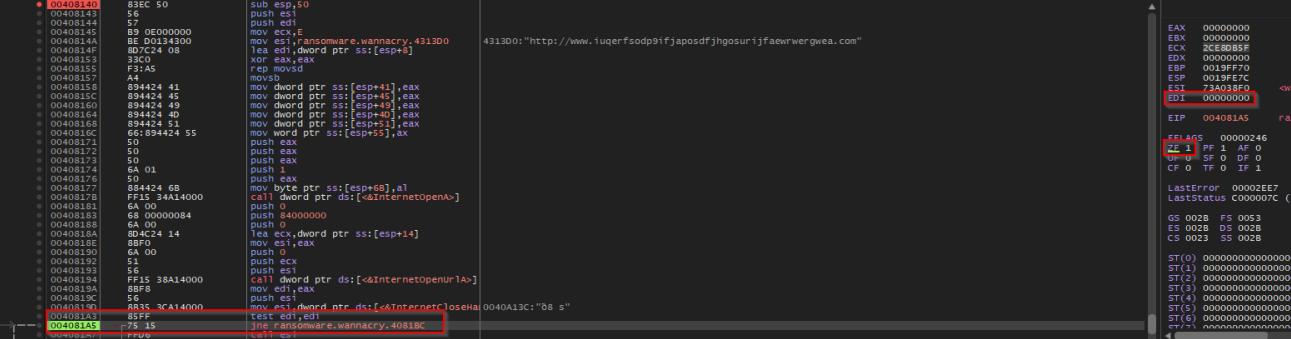 00408140 83EC 50 sub esp,50
00408143 56 push esi
00408144 57 push edi
00408145 B9 0E000000 mov ecx,E
0040814A BE D0134300 mov esi,ransomware.wannacry.4313D0 4313D0:"http://www.iuqerfsodp9ifjaposdfjhgosurijfaewrwergwea.com"
0040814F 8D7C24 08 lea edi,dword ptr ss:[esp+8]
00408153 33C0 xor eax,eax
00408155 F3:A5 rep movsd
00408157 A4 movsb
00408158 894424 41 mov dword ptr ss:[esp+41],eax
0040815C 894424 45 mov dword ptr ss:[esp+45],eax
00408160 894424 49 mov dword ptr ss:[esp+49],eax
00408164 894424 4D mov dword ptr ss:[esp+4D],eax
00408168 894424 51 mov dword ptr ss:[esp+51],eax
0040816C 66:894424 55 mov word ptr ss:[esp+55],ax
00408171 50 push eax
00408172 50 push eax
00408173 50 push eax
00408174 6A 01 push 1
00408176 50 push eax
00408177 884424 6B mov byte ptr ss:[esp+6B],al
0040817B FF15 34A14000 call dword ptr ds:[<&InternetOpenA>]
00408181 6A 00 push 0
00408183 68 00000084 push 84000000
00408188 6A 00 push 0
0040818A 8D4C24 14 lea ecx,dword ptr ss:[esp+14]
0040818E 8BF0 mov esi,eax
00408190 6A 00 push 0
00408192 51 push ecx
00408193 56 push esi
00408194 FF15 38A14000 call dword ptr ds:[<&InternetOpenUrlA>]
0040819A 8BF8 mov edi,eax
0040819C 56 push esi
0040819D 8B35 3CA14000 mov esi,dword ptr ds:[<&InternetCloseHan 0040A13C:"ð8 s"
004081A3 85FF test edi,edi
004081A5 75 15 jne ransomware.wannacry.4081BC
004081A7 FFD6 call esi
EAX 00000000
EBX 00000000
ECX 2CE8DB5F
EDX 00000000
EBP 0019FF70
ESP 0019FE7C
ESI 73A038F0 <w
EDI 00000000
EIP 004081A5 ra
EFLAGS 00000246
ZF 1 PF 1 AF 0
OF 0 SF 0 DF 0
CF 0 TF 0 IF 1
LastError 00002EE7
LastStatus C000007C (
GS 002B FS 0053
ES 002B DS 002B
CS 0023 SS 002B
ST(0) 0000000000000000
ST(1) 0000000000000000
ST(2) 0000000000000000
ST(3) 0000000000000000
ST(4) 0000000000000000
ST(5) 0000000000000000
ST(6) 0000000000000000